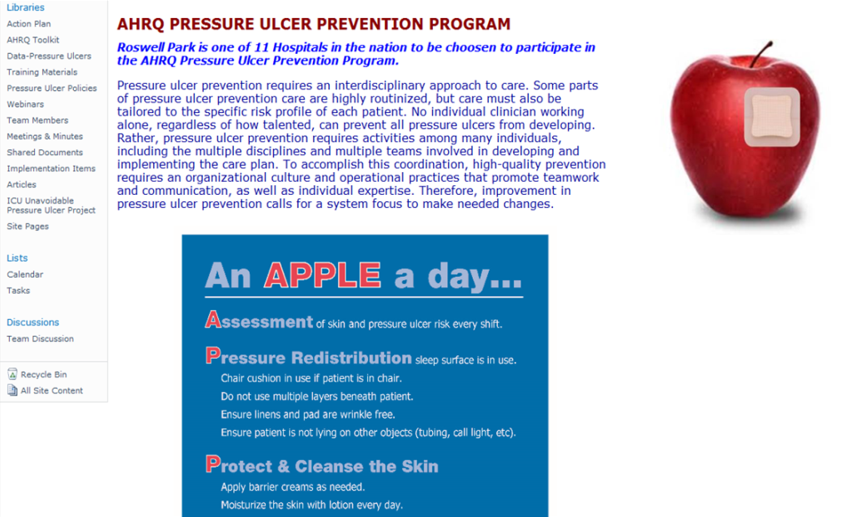 Libraries
Action Plan
AHRQ Toolkit
Data-Pressure Ulcers
Training Materials
Pressure Ulcer Policies
Webinars
Team Members
Meetings & Minutes
Shared Documents
Implementation Items
Articles
ICU Unavoidable
Pressure Ulcer Project
Site Pages
Lists
Calendar
Tasks
Discussions
Team Discussion
Recycle Bin
All Site Content
AHRQ PRESSURE ULCER PREVENTION PROGRAM
Roswell Park is one of 11 Hospitals in the nation to be choosen to participate in
the AHRQ Pressure Ulcer Prevention Program.
Pressure ulcer prevention requires an interdisciplinary approach to care. Some parts
of pressure ulcer prevention care are highly routinized, but care must also be
tailored to the specific risk profile of each patient. No individual clinician working
alone, regardless of how talented, can prevent all pressure ulcers from developing.
Rather, pressure ulcer prevention requires activities among many individuals,
including the multiple disciplines and multiple teams involved in developing and
implementing the care plan. To accomplish this coordination, high-quality prevention
requires an organizational culture and operational practices that promote teamwork
and communication, as well as individual expertise. Therefore, improvement in
pressure ulcer prevention calls for a system focus to make needed changes.
An APPLE a day...
Assessment of skin and pressure ulcer risk every shift.
Pressure Redistribution sleep surface is in use.
Chair cushion in use if patient is in chair.
Do not use multiple layers beneath patient.
Ensure linens and pad are wrinkle free.
Ensure patient is not lying on other objects (tubing, call light, etc).
Protect & Cleanse the Skin
Apply barrier creams as needed.
Moisturize the skin with lotion every day.